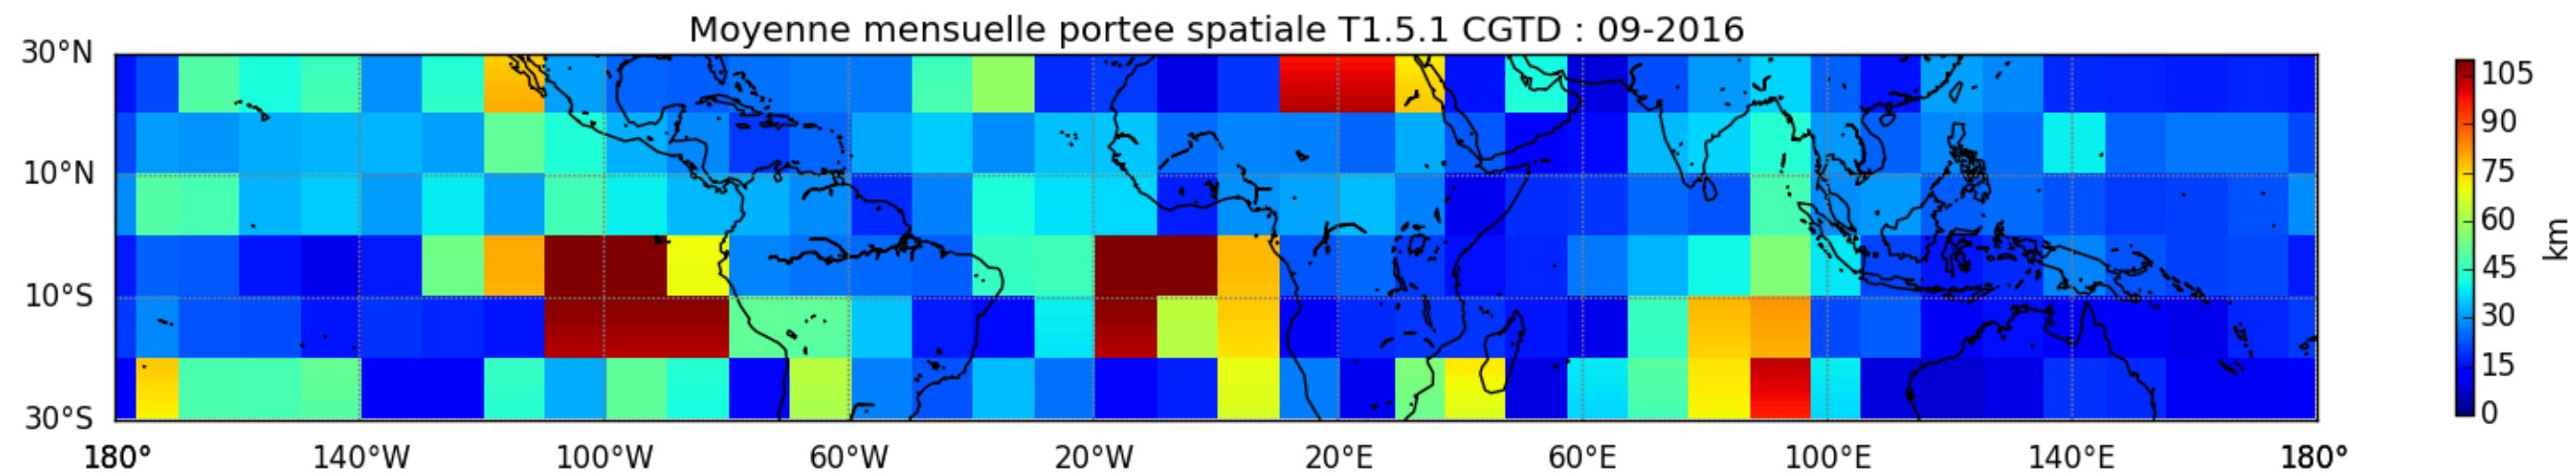 Moyenne mensuelle portee spatiale T1.5.1 CGTD : 09-2016
30°N
10°N
10°S
30°S
180° 140°W 100°W 60°W 20°W 20°E 60°E 100°E 140°E 180°
105
90
75
60
45
30
15
0
km